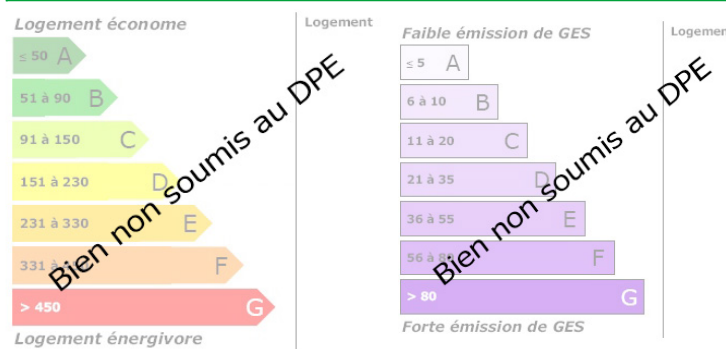 Logement économe
Logement
≤ 50 A
51 à 90 B
91 à 150 C
151 à 230 D
231 à 330 E
331 à F
> 450 G
Logement énergivore
Bien non soumis au DPE
Faible émission de GES
Logemen
≤ 5 A
6 à 10 B
11 à 20 C
21 à 35 D
36 à 55 E
56 à 80 F
> 80 G
Forte émission de GES
Bien non soumis au DPE